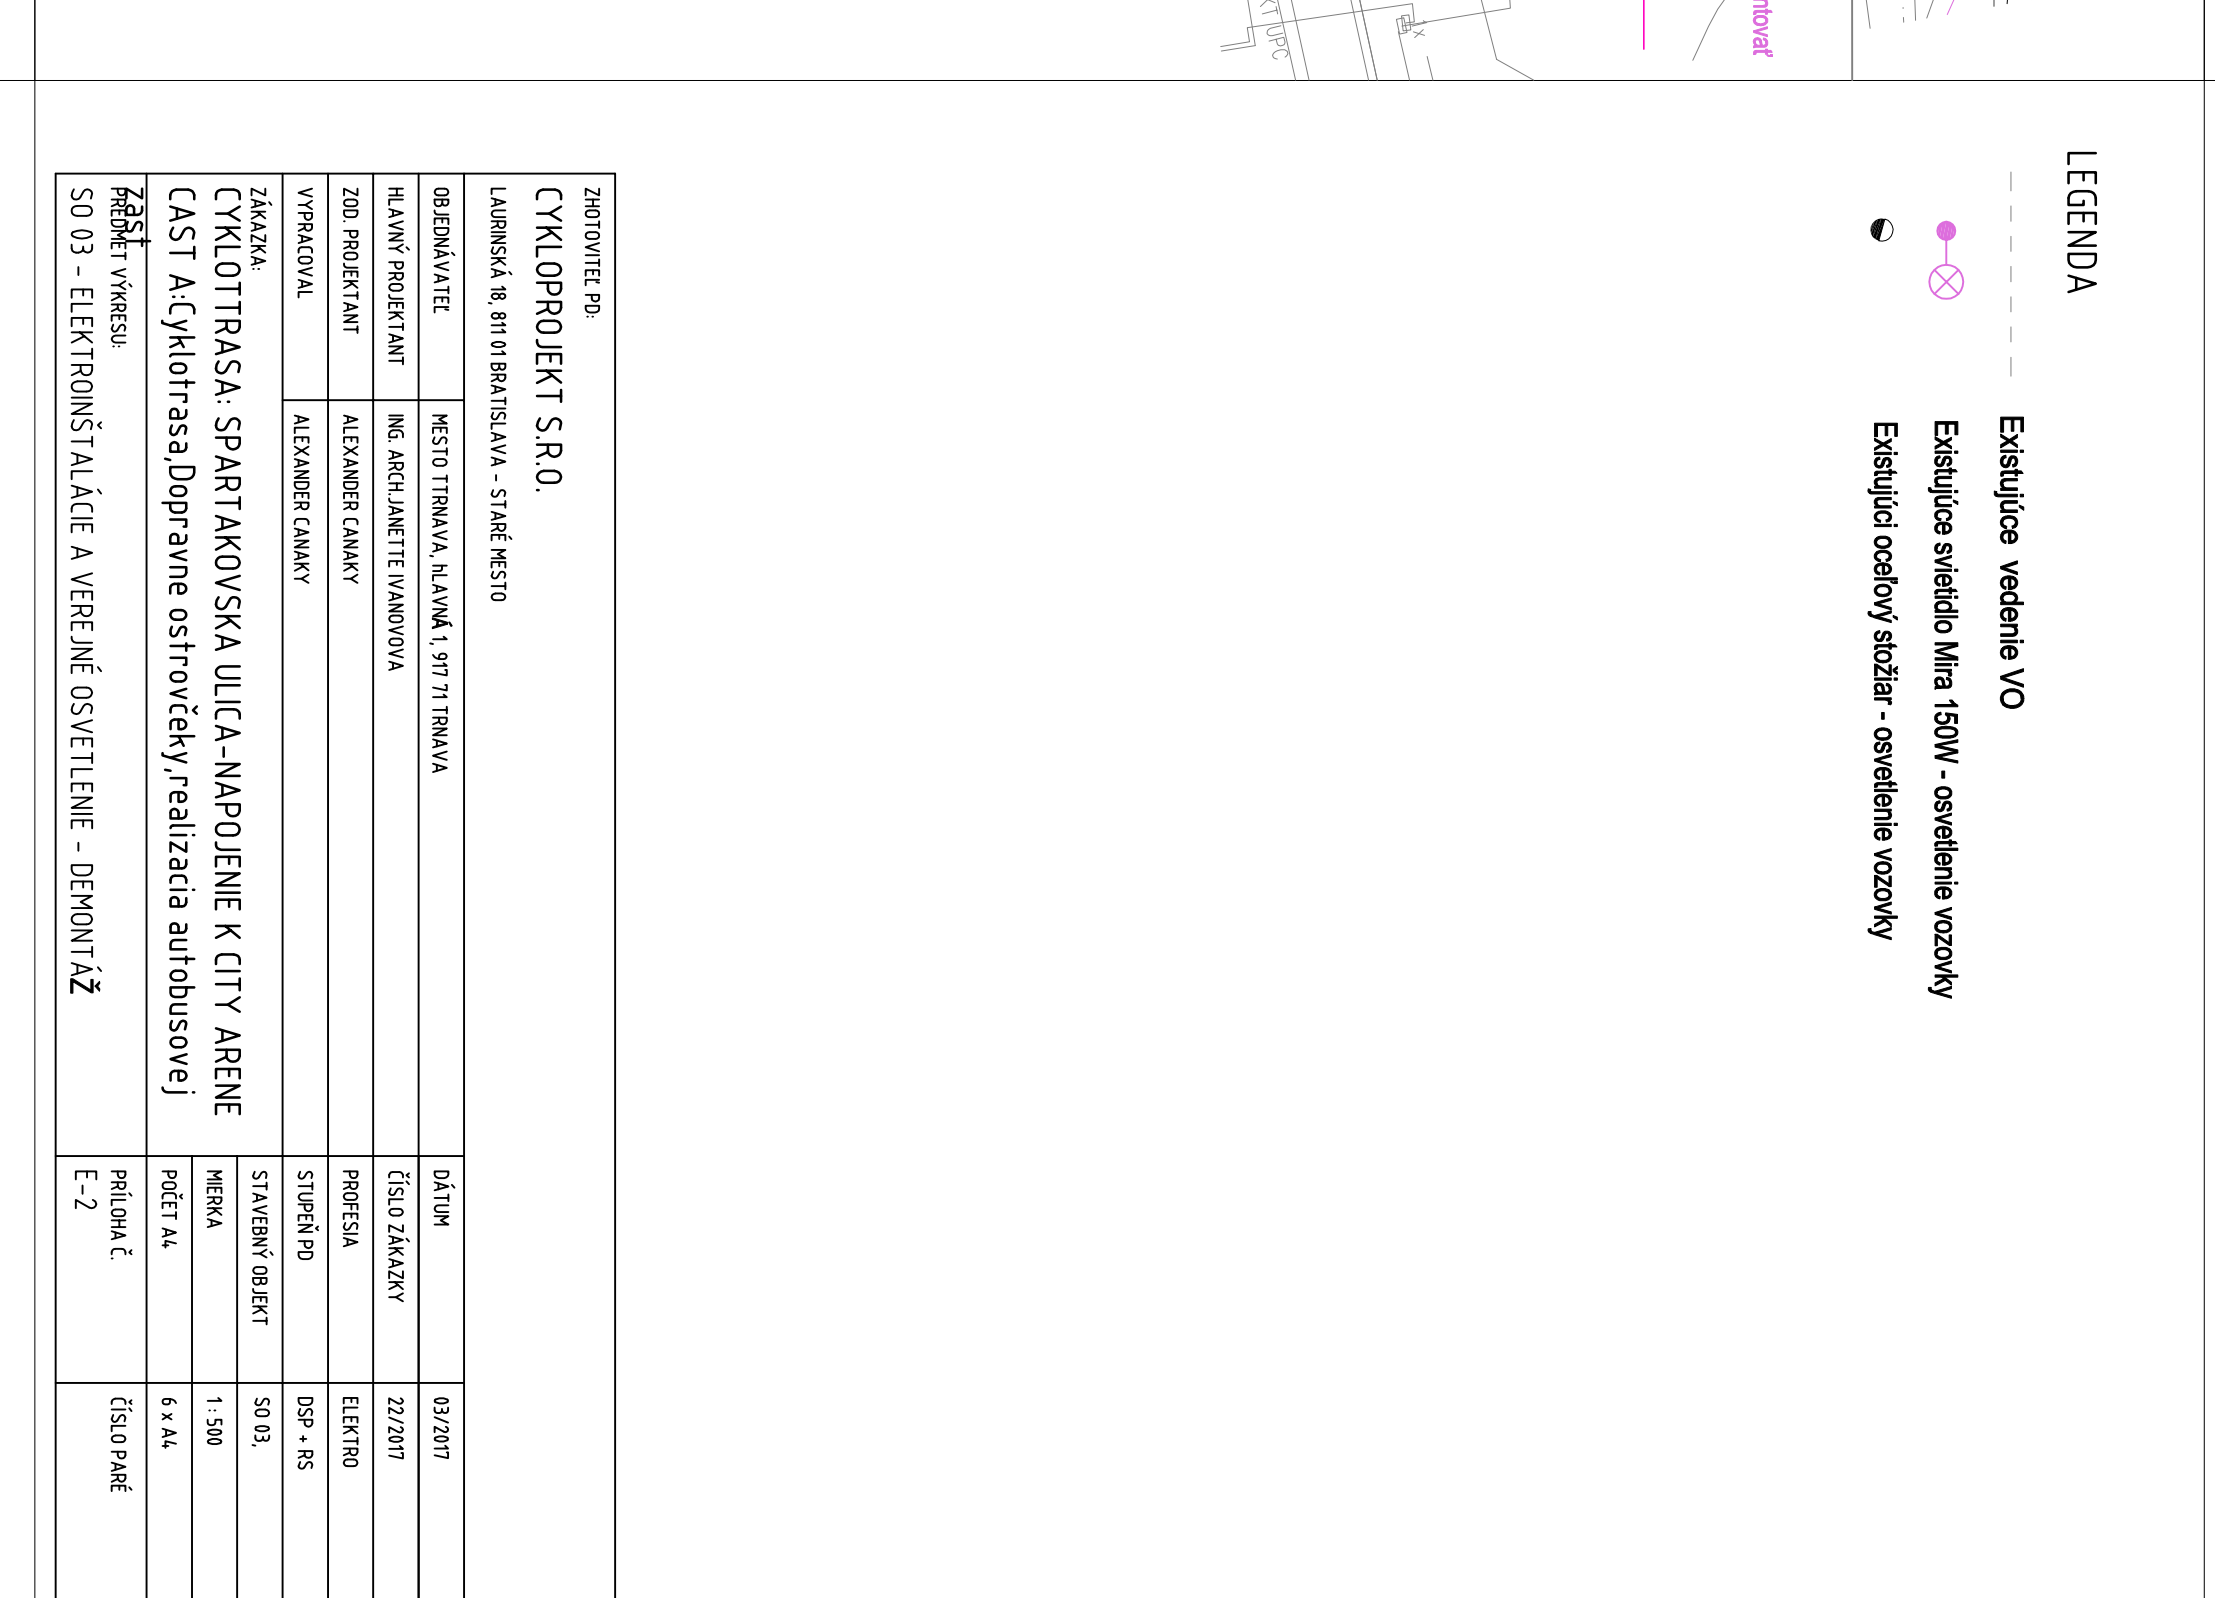 KT UPC
1x
LEGENDA
Existujúce vedenie VO
Existujúce svietidlo Mira 150W - osvetlenie vozovky
Existujúci oceľový stožiar - osvetlenie vozovky
ZHOTOVITEĽ PD:
CYKLOPROJEKT S.R.O.
LAURINSKÁ 18, 811 01 BRATISLAVA - STARÉ MESTO
OBJEDNÁVATEĽ MESTO TTRNAVA, hLAVNÁ 1, 917 71 TRNAVA DÁTUM 03/2017
HLAVNÝ PROJEKTANT ING. ARCH.JANETTE IVANOVOVA ČÍSLO ZÁKAZKY 22/2017
ZOD. PROJEKTANT ALEXANDER CANAKY PROFESIA ELEKTRO
VYPRACOVAL ALEXANDER CANAKY STUPEŇ PD DSP + RS
ZÁKAZKA: STAVEBNÝ OBJEKT SO 03,
CYKLOTTRASA: SPARTAKOVSKA ULICA-NAPOJENIE K CITY ARENE MIERKA 1 : 500
CAST A:Cyklotrasa,Dopravne ostrovčeky,realizacia autobusovej POČET A4 6 x A4
zast
PREDMET VÝKRESU: PRÍLOHA Č. ČÍSLO PARÉ
SO 03 - ELEKTROINŠTALÁCIE A VEREJNÉ OSVETLENIE - DEMONTÁŽ E-2